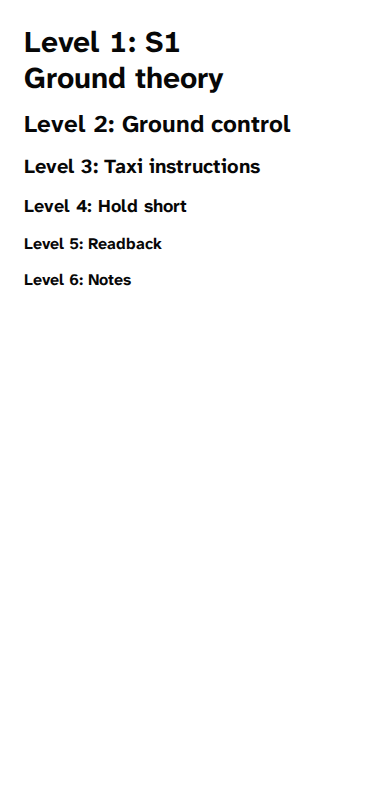 Level 1: S1
Ground theory
Level 2: Ground control
Level 3: Taxi instructions
Level 4: Hold short
Level 5: Readback
Level 6: Notes